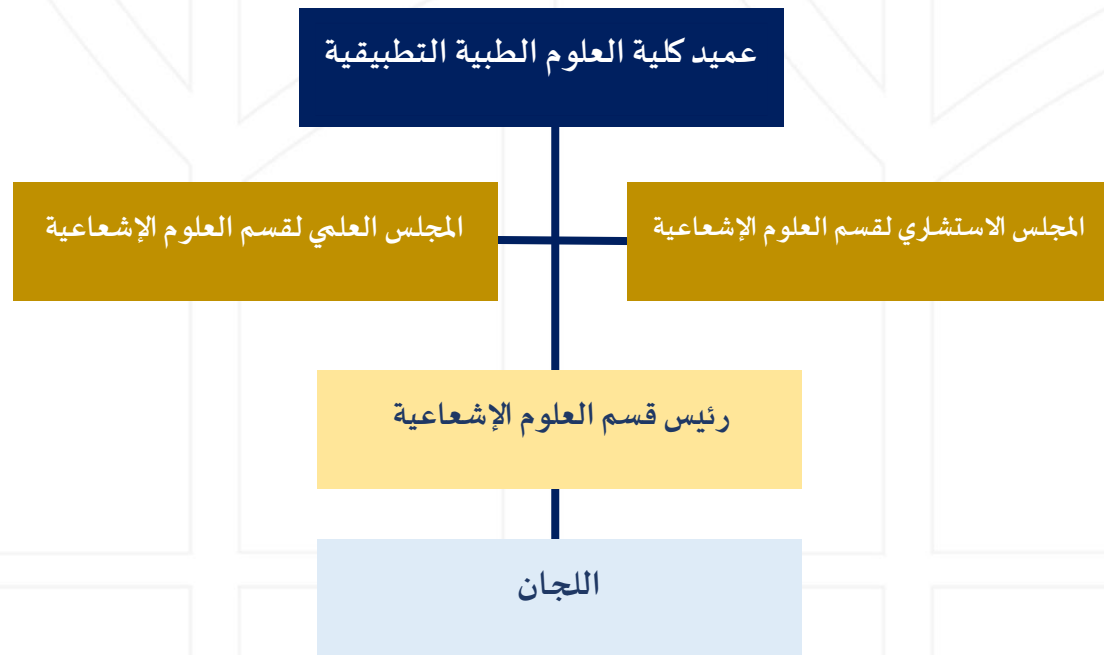 عميد كلية العلوم الطبية التطبيقية
المجلس الاستشاري لقسم العلوم الإشعاعية
المجلس العلمي لقسم العلوم الإشعاعية
رئيس قسم العلوم الإشعاعية
اللجان